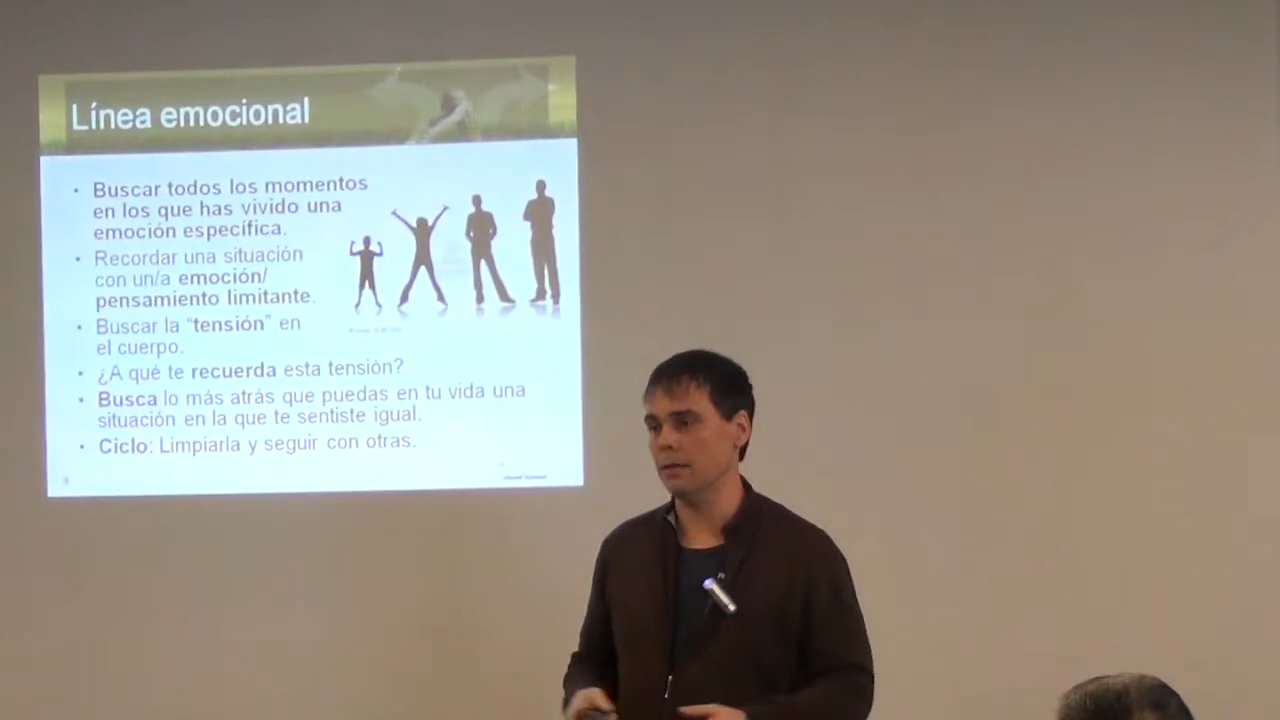 Línea emocional
• Buscar todos los momentos
en los que has vivido una
emoción específica.
• Recordar una situación
con un/a emoción/
pensamiento limitante.
• Buscar la “tensión” en
el cuerpo.
• ¿A qué te recuerda esta tensión?
• Busca lo más atrás que puedas en tu vida una
situación en la que te sentiste igual.
• Ciclo: Limpiarla y seguir con otras.